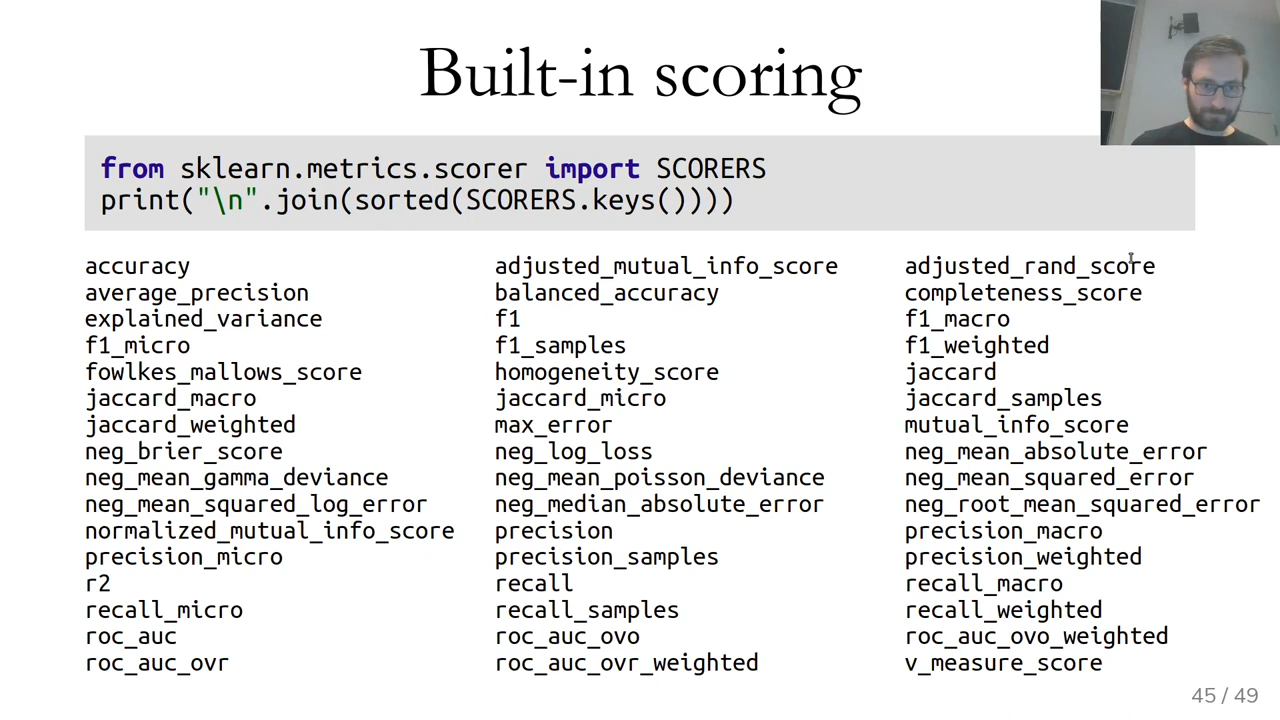 Built-in scoring
from sklearn.metrics.scorer import SCORERS
print("\n".join(sorted(SCORERS.keys())))
accuracy adjusted_mutual_info_score adjusted_rand_score
average_precision balanced_accuracy completeness_score
explained_variance f1 f1_macro
f1_micro f1_samples f1_weighted
fowlkes_mallows_score homogeneity_score jaccard
jaccard_macro jaccard_micro jaccard_samples
jaccard_weighted max_error mutual_info_score
neg_brier_score neg_log_loss neg_mean_absolute_error
neg_mean_gamma_deviance neg_mean_poisson_deviance neg_mean_squared_error
neg_mean_squared_log_error neg_median_absolute_error neg_root_mean_squared_error
normalized_mutual_info_score precision precision_macro
precision_micro precision_samples precision_weighted
r2 recall recall_macro
recall_micro recall_samples recall_weighted
roc_auc roc_auc_ovo roc_auc_ovo_weighted
roc_auc_ovr roc_auc_ovr_weighted v_measure_score
45 / 49